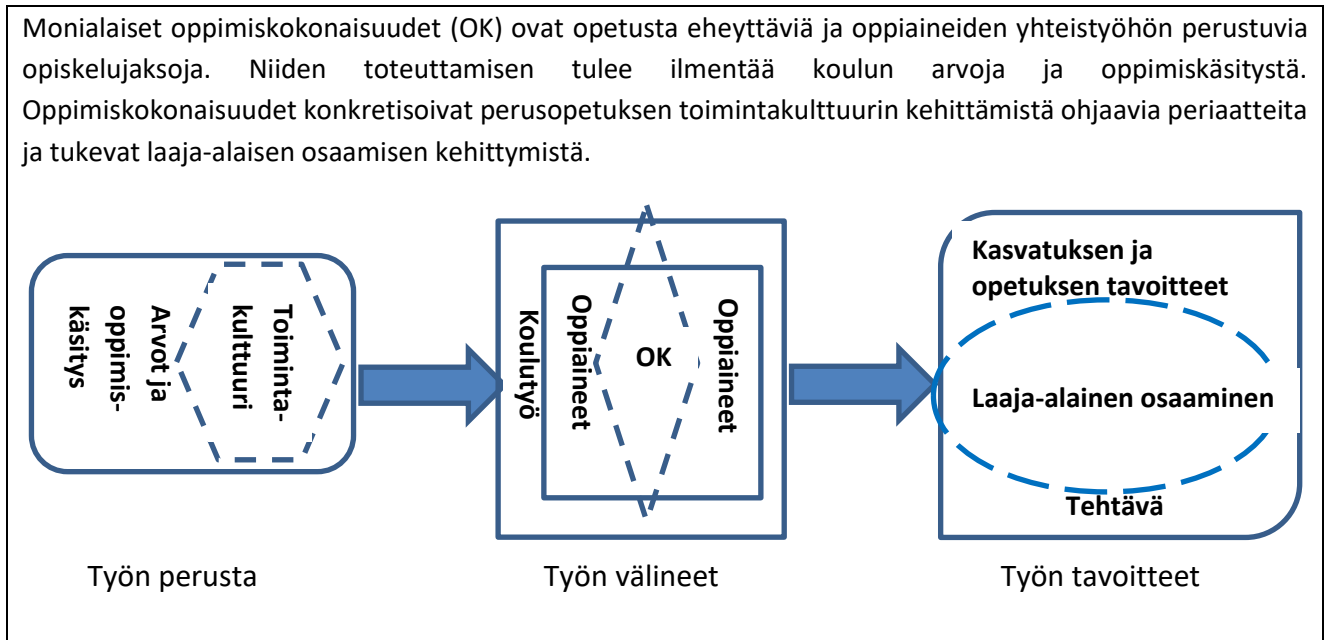 Monialaiset oppimiskokonaisuudet (OK) ovat opetusta eheyttäviä ja oppiaineiden yhteistyöhön perustuvia
opiskelujaksoja. Niiden toteuttamisen tulee ilmentää koulun arvoja ja oppimiskäsitystä.
Oppimiskokonaisuudet konkretisoivat perusopetuksen toimintakulttuurin kehittämistä ohjaavia periaatteita
ja tukevat laaja-alaisen osaamisen kehittymistä.
Arvot ja
oppimis-
käsitys
Toiminta-
kulttuuri
Koulutyö
Oppiaineet
OK
Oppiaineet
Kasvatuksen ja
opetuksen tavoitteet
Laaja-alainen osaaminen
Tehtävä
Työn perusta
Työn välineet
Työn tavoitteet